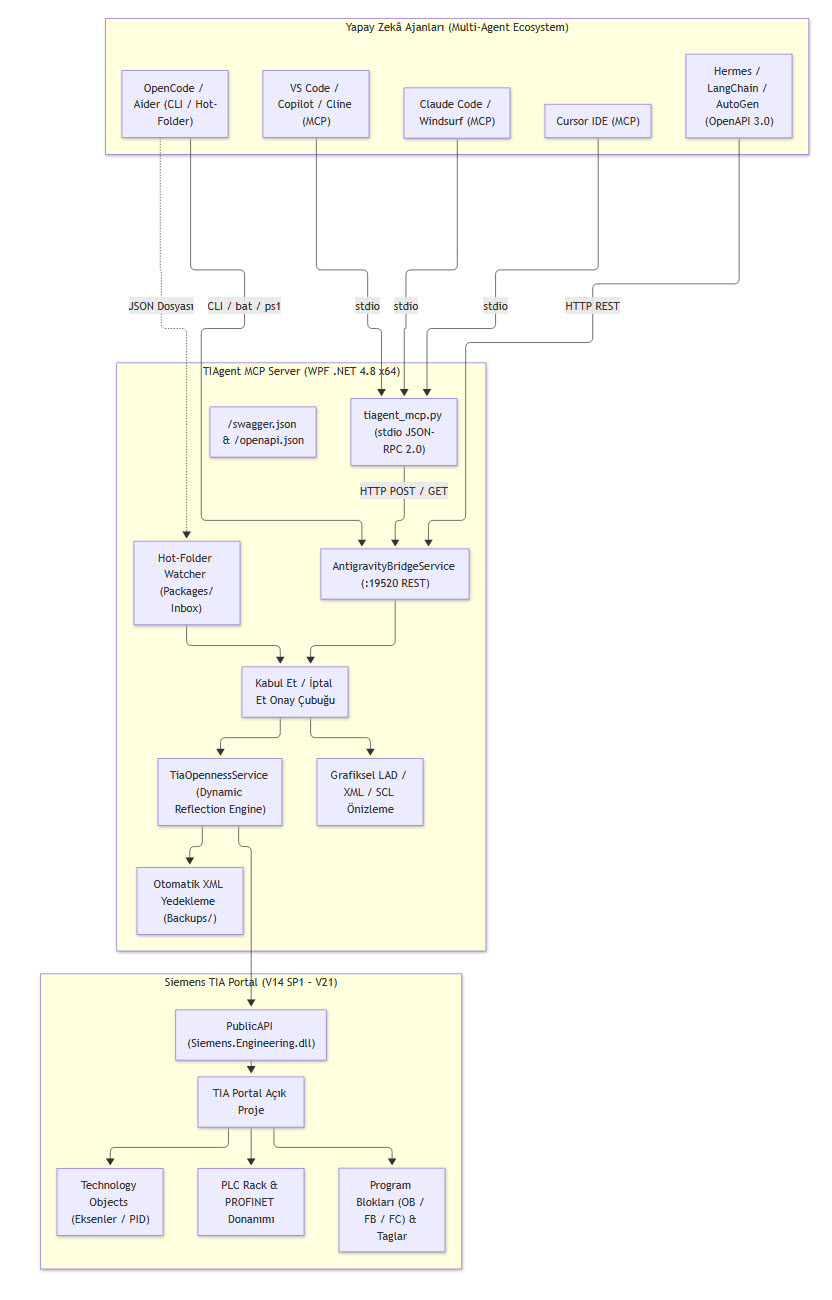 Yapay Zekâ Ajanları (Multi-Agent Ecosystem)
OpenCode /
Aider (CLI / Hot-
Folder)
VS Code /
Copilot / Cline
(MCP)
Claude Code /
Windsurf (MCP)
Cursor IDE (MCP)
Hermes /
LangChain /
AutoGen
(OpenAPI 3.0)
JSON Dosyası
CLI / bat / ps1
stdio
stdio
stdio
HTTP REST
TIAgent MCP Server (WPF .NET 4.8 x64)
/swagger.json
& /openapi.json
tiagent_mcp.py
(stdio JSON-
RPC 2.0)
HTTP POST / GET
Hot-Folder
Watcher
(Packages/
Inbox)
AntigravityBridgeService
(:19520 REST)
Kabul Et / İptal
Et Onay Çubuğu
TiaOpennessService
(Dynamic
Reflection Engine)
Grafiksel LAD /
XML / SCL
Önizleme
Otomatik XML
Yedekleme
(Backups/)
Siemens TIA Portal (V14 SP1 - V21)
PublicAPI
(Siemens.Engineering.dll)
TIA Portal Açık
Proje
Technology
Objects
(Eksenler / PID)
PLC Rack &
PROFINET
Donanımı
Program
Blokları (OB /
FB / FC) &
Taglar